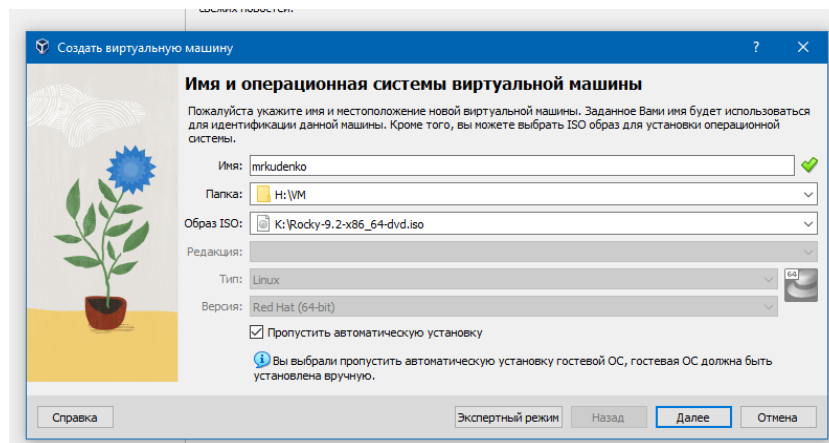 свежих новостей.
Создать виртуальную машину
?
Имя и операционная системы виртуальной машины
Пожалуйста укажите имя и местоположение новой виртуальной машины. Заданное Вами имя будет использоваться
для идентификации данной машины. Кроме того, вы можете выбрать ISO образ для установки операционной
системы.
Имя: mrkudenko
Папка: H:\VM
Образ ISO: K:\Rocky-9.2-x86_64-dvd.iso
Редакция:
Тип: Linux
64
Версия: Red Hat (64-bit)
Пропустить автоматическую установку
Вы выбрали пропустить автоматическую установку гостевой ОС, гостевая ОС должна быть
установлена вручную.
Справка Экспертный режим Назад Далее Отмена